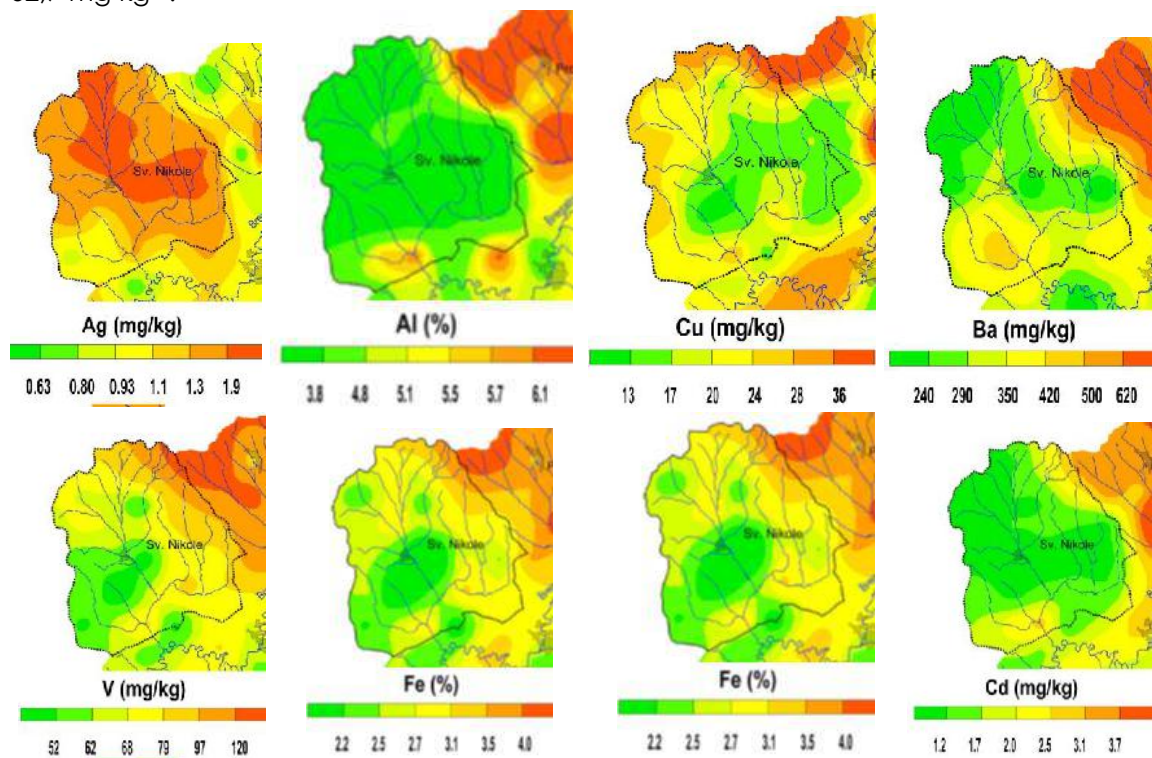 Sv. Nikole
Sv. Nikole
Sv. Nikole
Sv. Nikole
Ag (mg/kg)
Al (%)
Cu (mg/kg)
Ba (mg/kg)
0.63 0.80 0.93 1.1 1.3 1.9
3.8 4.8 5.1 5.5 5.7 6.1
13 17 20 24 28 36
240 290 350 420 500 620
Sv. Nikole
Sv. Nikole
Sv. Nikole
Sv. Nikole
V (mg/kg)
Fe (%)
Fe (%)
Cd (mg/kg)
52 62 68 79 97 120
2.2 2.5 2.7 3.1 3.5 4.0
2.2 2.5 2.7 3.1 3.5 4.0
1.2 1.7 2.0 2.5 3.1 3.7